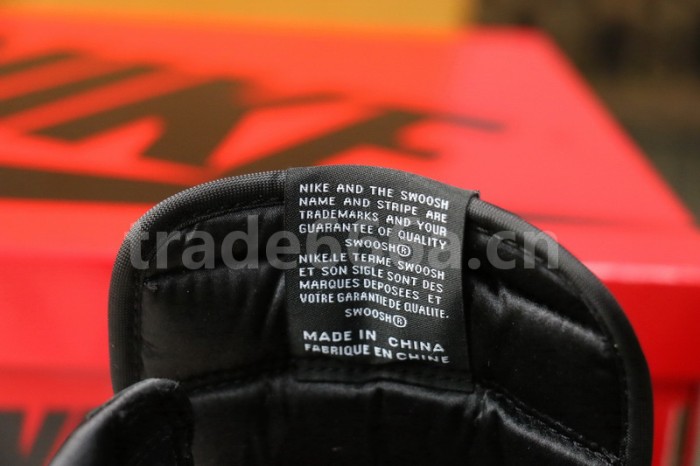 NIKE
NIKE AND THE SWOOSH
NAME AND STRIPE ARE
TRADEMARKS AND YOUR
GUARANTEE OF QUALITY
SWOOSH®
NIKE.LE TERME SWOOSH
ET SON SIGLE SONT DES
MARQUES DEPOSEES ET
VOTRE GARANTIE DE QUALITE.
SWOOSH®
MADE IN CHINA
FABRIQUE EN CHINE